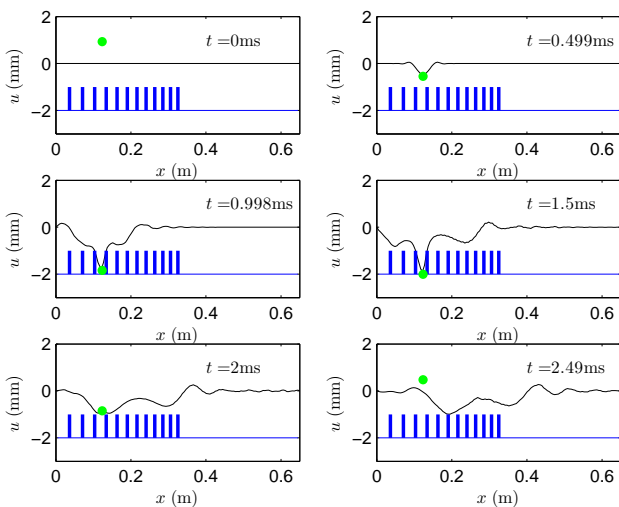 2
0
−2
u (mm)
t =0ms
0 0.2 0.4 0.6
x (m)
2
0
−2
u (mm)
t =0.499ms
0 0.2 0.4 0.6
x (m)
2
0
−2
u (mm)
t =0.998ms
0 0.2 0.4 0.6
x (m)
2
0
−2
u (mm)
t =1.5ms
0 0.2 0.4 0.6
x (m)
2
0
−2
u (mm)
t =2ms
0 0.2 0.4 0.6
x (m)
2
0
−2
u (mm)
t =2.49ms
0 0.2 0.4 0.6
x (m)